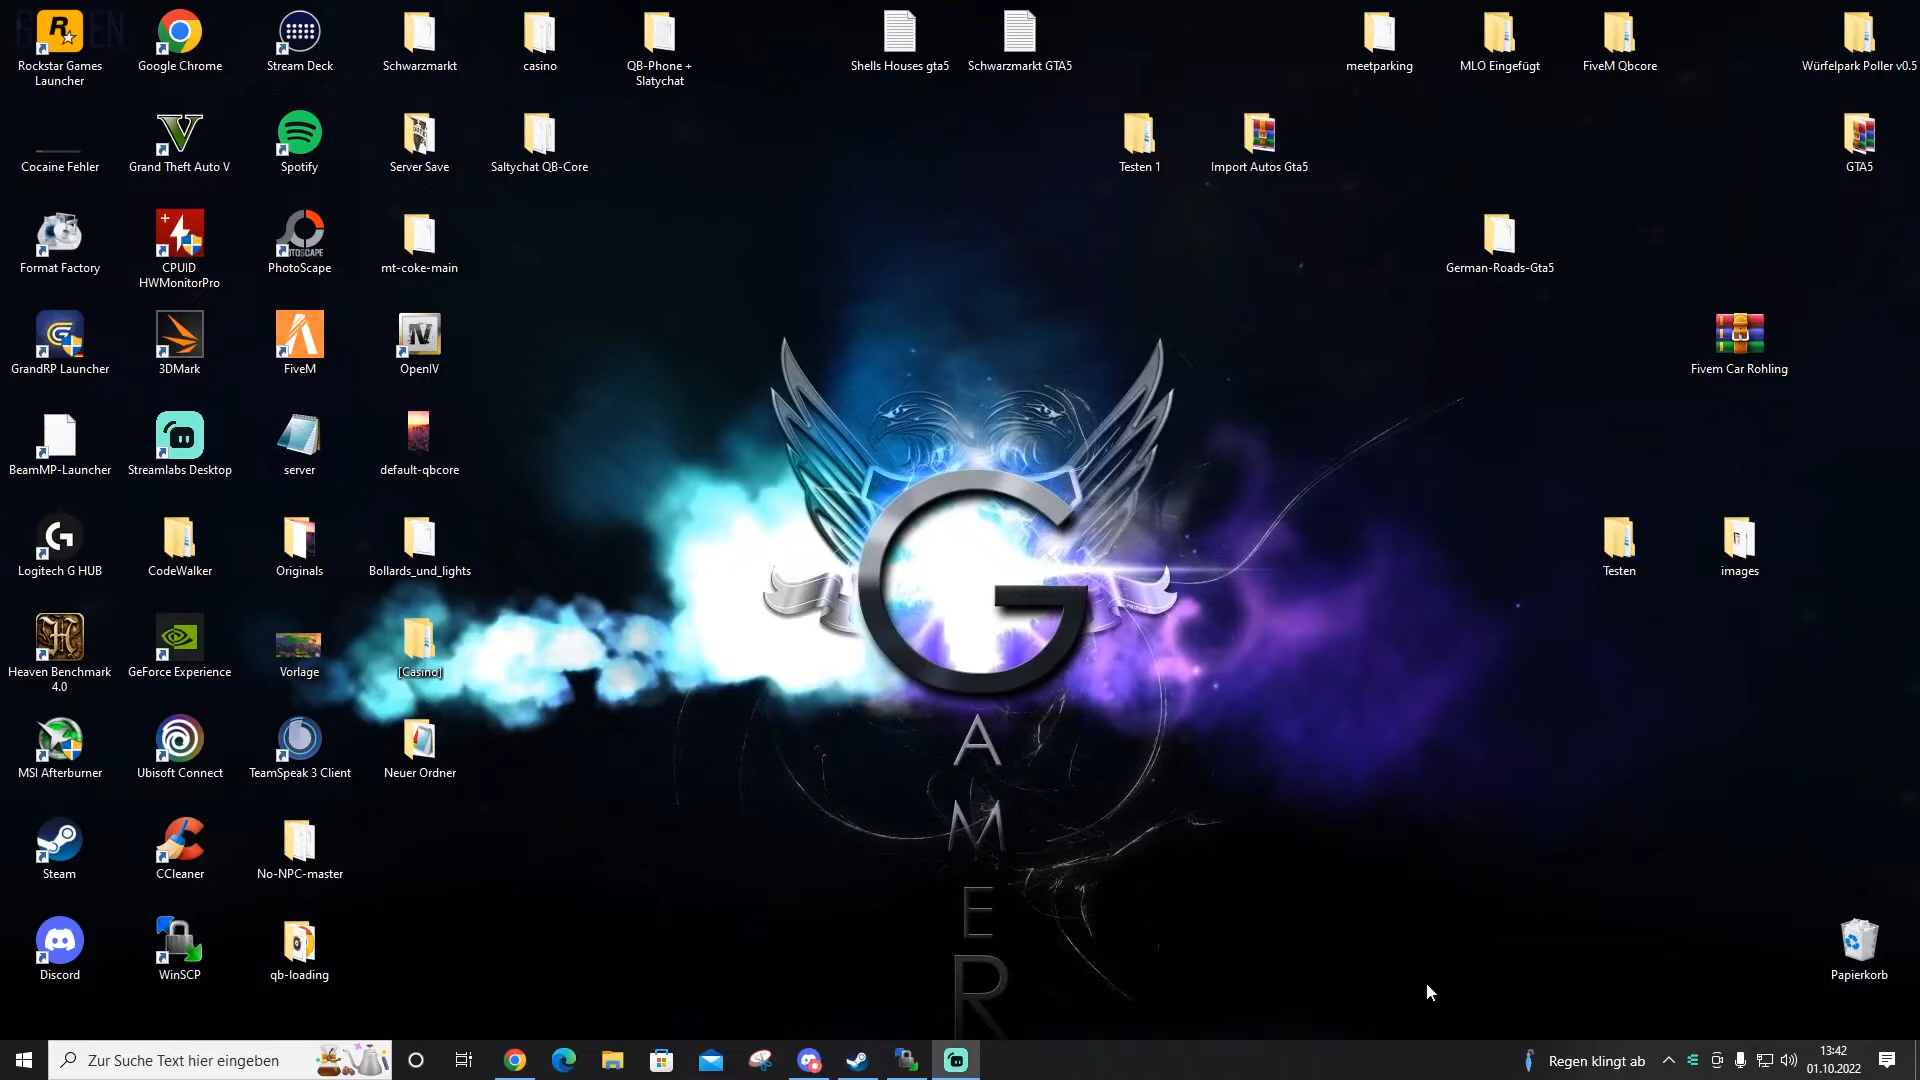 Rockstar Games
Launcher
Google Chrome
Stream Deck
Schwarzmarkt
casino
QB-Phone +
Slatychat
Shells Houses gta5
Schwarzmarkt GTA5
meetparking
MLO Eingefügt
FiveM Qbcore
Würfelpark Poller v0.5
Cocaine Fehler
Grand Theft Auto V
Spotify
Server Save
Saltychat QB-Core
Testen 1
Import Autos Gta5
GTA5
Format Factory
CPUID
HWMonitorPro
PhotoScape
mt-coke-main
German-Roads-Gta5
GrandRP Launcher
3DMark
FiveM
OpenIV
Fivem Car Rohling
BeamMP-Launcher
Streamlabs Desktop
server
default-qbcore
Logitech G HUB
CodeWalker
Originals
Bollards_und_lights
Testen
images
Heaven Benchmark
4.0
GeForce Experience
Vorlage
[Casino]
MSI Afterburner
Ubisoft Connect
TeamSpeak 3 Client
Neuer Ordner
Steam
CCleaner
No-NPC-master
Discord
WinSCP
qb-loading
Papierkorb
G
A
M
E
R
Zur Suche Text hier eingeben
Regen klingt ab
13:42
01.10.2022